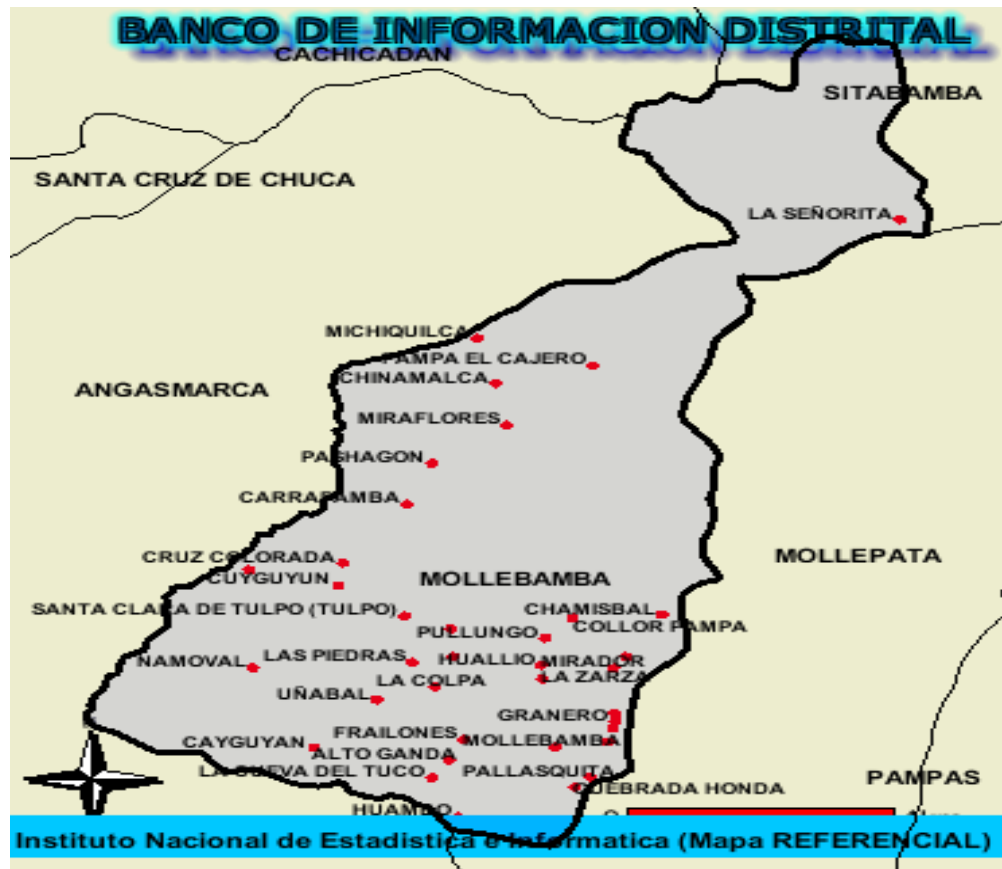 BANCO DE INFORMACION DISTRITAL
CACHICADAN
SITABAMBA
SANTA CRUZ DE CHUCA
LA SEÑORITA
MICHIQUILCA
PAMPA EL CAJERO
CHINAMALCA
ANGASMARCA
MIRAFLORES
PASHAGON
CARRABAMBA
CRUZ COLORADA
MOLLEPATA
CUYGUYUN
MOLLEBAMBA
SANTA CLARA DE TULPO (TULPO)
CHAMISBAL
COLLOR PAMPA
PULLUNGO
NAMOVAL
LAS PIEDRAS
HUALLIO
MIRADOR
LA COLPA
LA ZARZA
UÑABAL
GRANERO
FRAILONES
CAYGUYAN
MOLLEBAMBA
ALTO GANDA
LA CUEVA DEL TUCO
PALLASQUITA
PAMPAS
QUEBRADA HONDA
HUAMBO
Instituto Nacional de Estadistica e Informatica (Mapa REFERENCIAL)